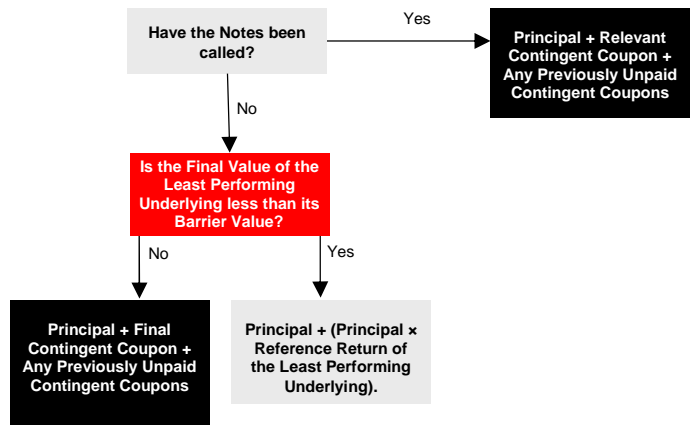 Have the Notes been
called?
Yes
Principal + Relevant
Contingent Coupon +
Any Previously Unpaid
Contingent Coupons
No
Is the Final Value of the
Least Performing
Underlying less than its
Barrier Value?
No
Yes
Principal + Final
Contingent Coupon +
Any Previously Unpaid
Contingent Coupons
Principal + (Principal ×
Reference Return of
the Least Performing
Underlying).